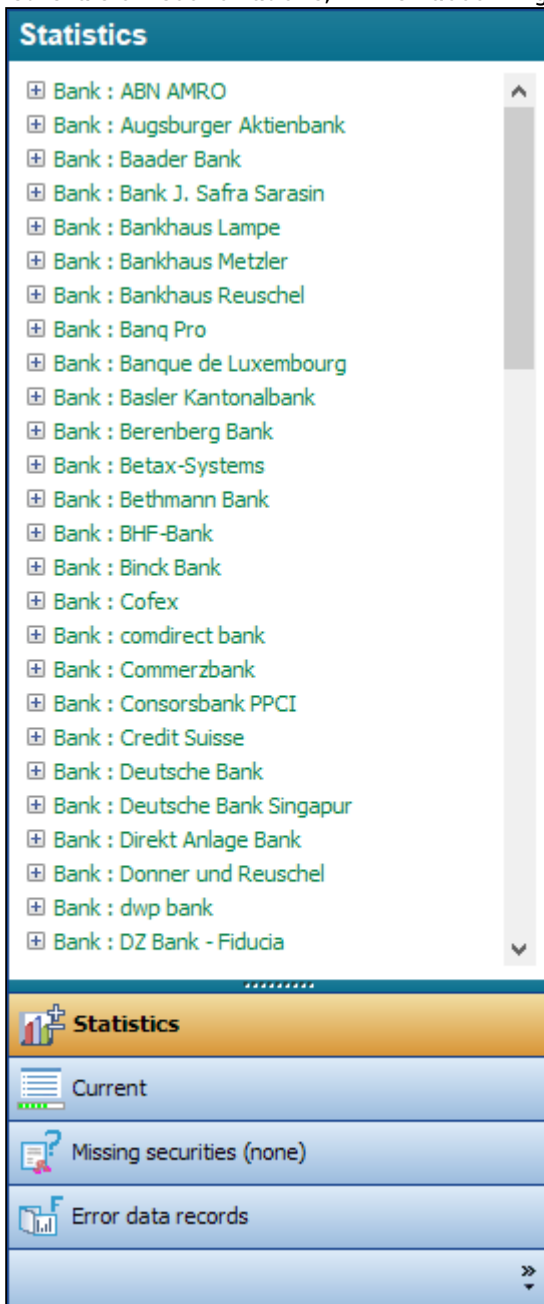 Statistics
Bank : ABN AMRO
Bank : Augsburger Aktienbank
Bank : Baader Bank
Bank : Bank J. Safra Sarasin
Bank : Bankhaus Lampe
Bank : Bankhaus Metzler
Bank : Bankhaus Reuschel
Bank : Banq Pro
Bank : Banque de Luxembourg
Bank : Basler Kantonalbank
Bank : Berenberg Bank
Bank : Betax-Systems
Bank : Bethmann Bank
Bank : BHF-Bank
Bank : Binck Bank
Bank : Cofex
Bank : comdirect bank
Bank : Commerzbank
Bank : Consorsbank PPCI
Bank : Credit Suisse
Bank : Deutsche Bank
Bank : Deutsche Bank Singapur
Bank : Direkt Anlage Bank
Bank : Donner und Reuschel
Bank : dwp bank
Bank : DZ Bank - Fiducia
Statistics
Current
Missing securities (none)
Error data records